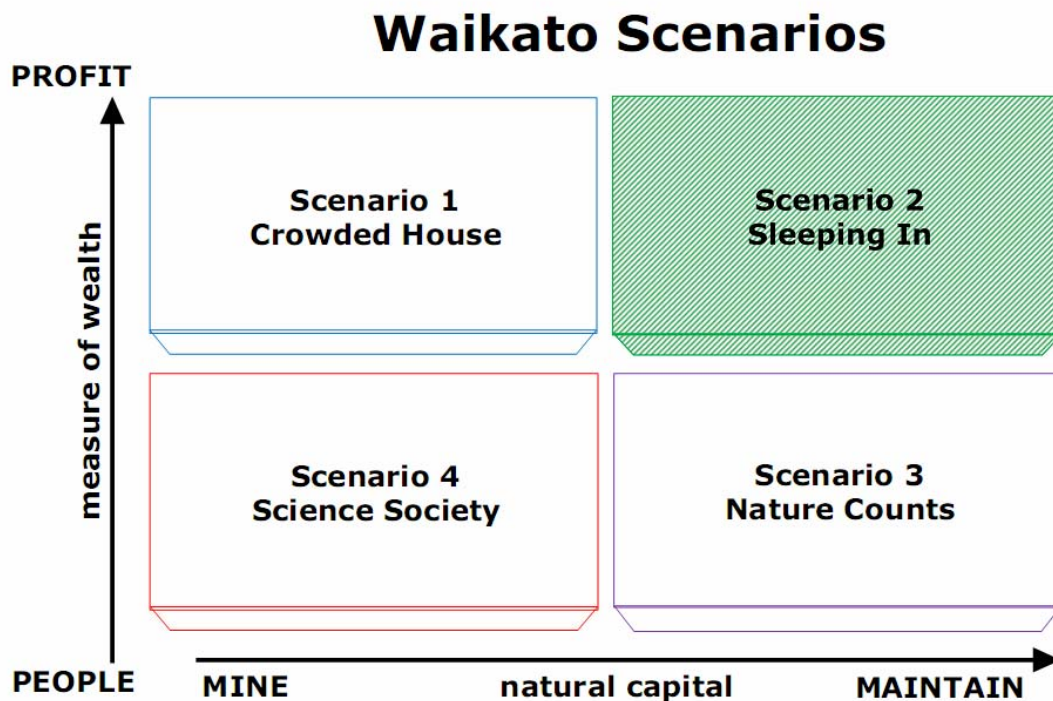 Waikato Scenarios
PROFIT
measure of wealth
Scenario 1
Crowded House
Scenario 2
Sleeping In
Scenario 4
Science Society
Scenario 3
Nature Counts
PEOPLE
MINE
natural capital
MAINTAIN